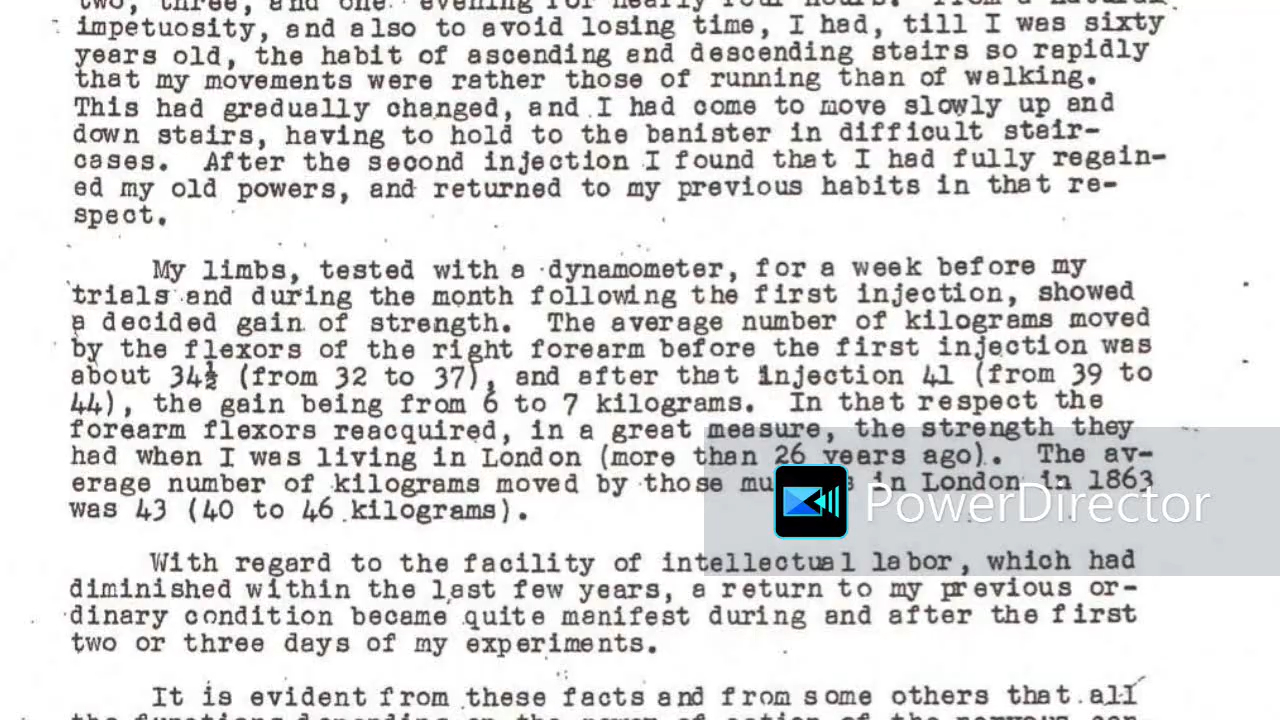 two, three, and one evening for nearly four hours. From a natural
impetuosity, and also to avoid losing time, I had, till I was sixty
years old, the habit of ascending and descending stairs so rapidly
that my movements were rather those of running than of walking.
This had gradually changed, and I had come to move slowly up and
down stairs, having to hold to the banister in difficult stair-
cases. After the second injection I found that I had fully regain-
ed my old powers, and returned to my previous habits in that re-
spect.
My limbs, tested with a dynamometer, for a week before my
trials and during the month following the first injection, showed
a decided gain of strength. The average number of kilograms moved
by the flexors of the right forearm before the first injection was
about 34½ (from 32 to 37), and after that injection 41 (from 39 to
44), the gain being from 6 to 7 kilograms. In that respect the
forearm flexors reacquired, in a great measure, the strength they
had when I was living in London (more than 26 years ago). The av-
erage number of kilograms moved by those mu s in London in 1863
was 43 (40 to 46 kilograms).
PowerDirector
With regard to the facility of intellectual labor, which had
diminished within the last few years, a return to my previous or-
dinary condition became quite manifest during and after the first
two or three days of my experiments.
It is evident from these facts and from some others that all